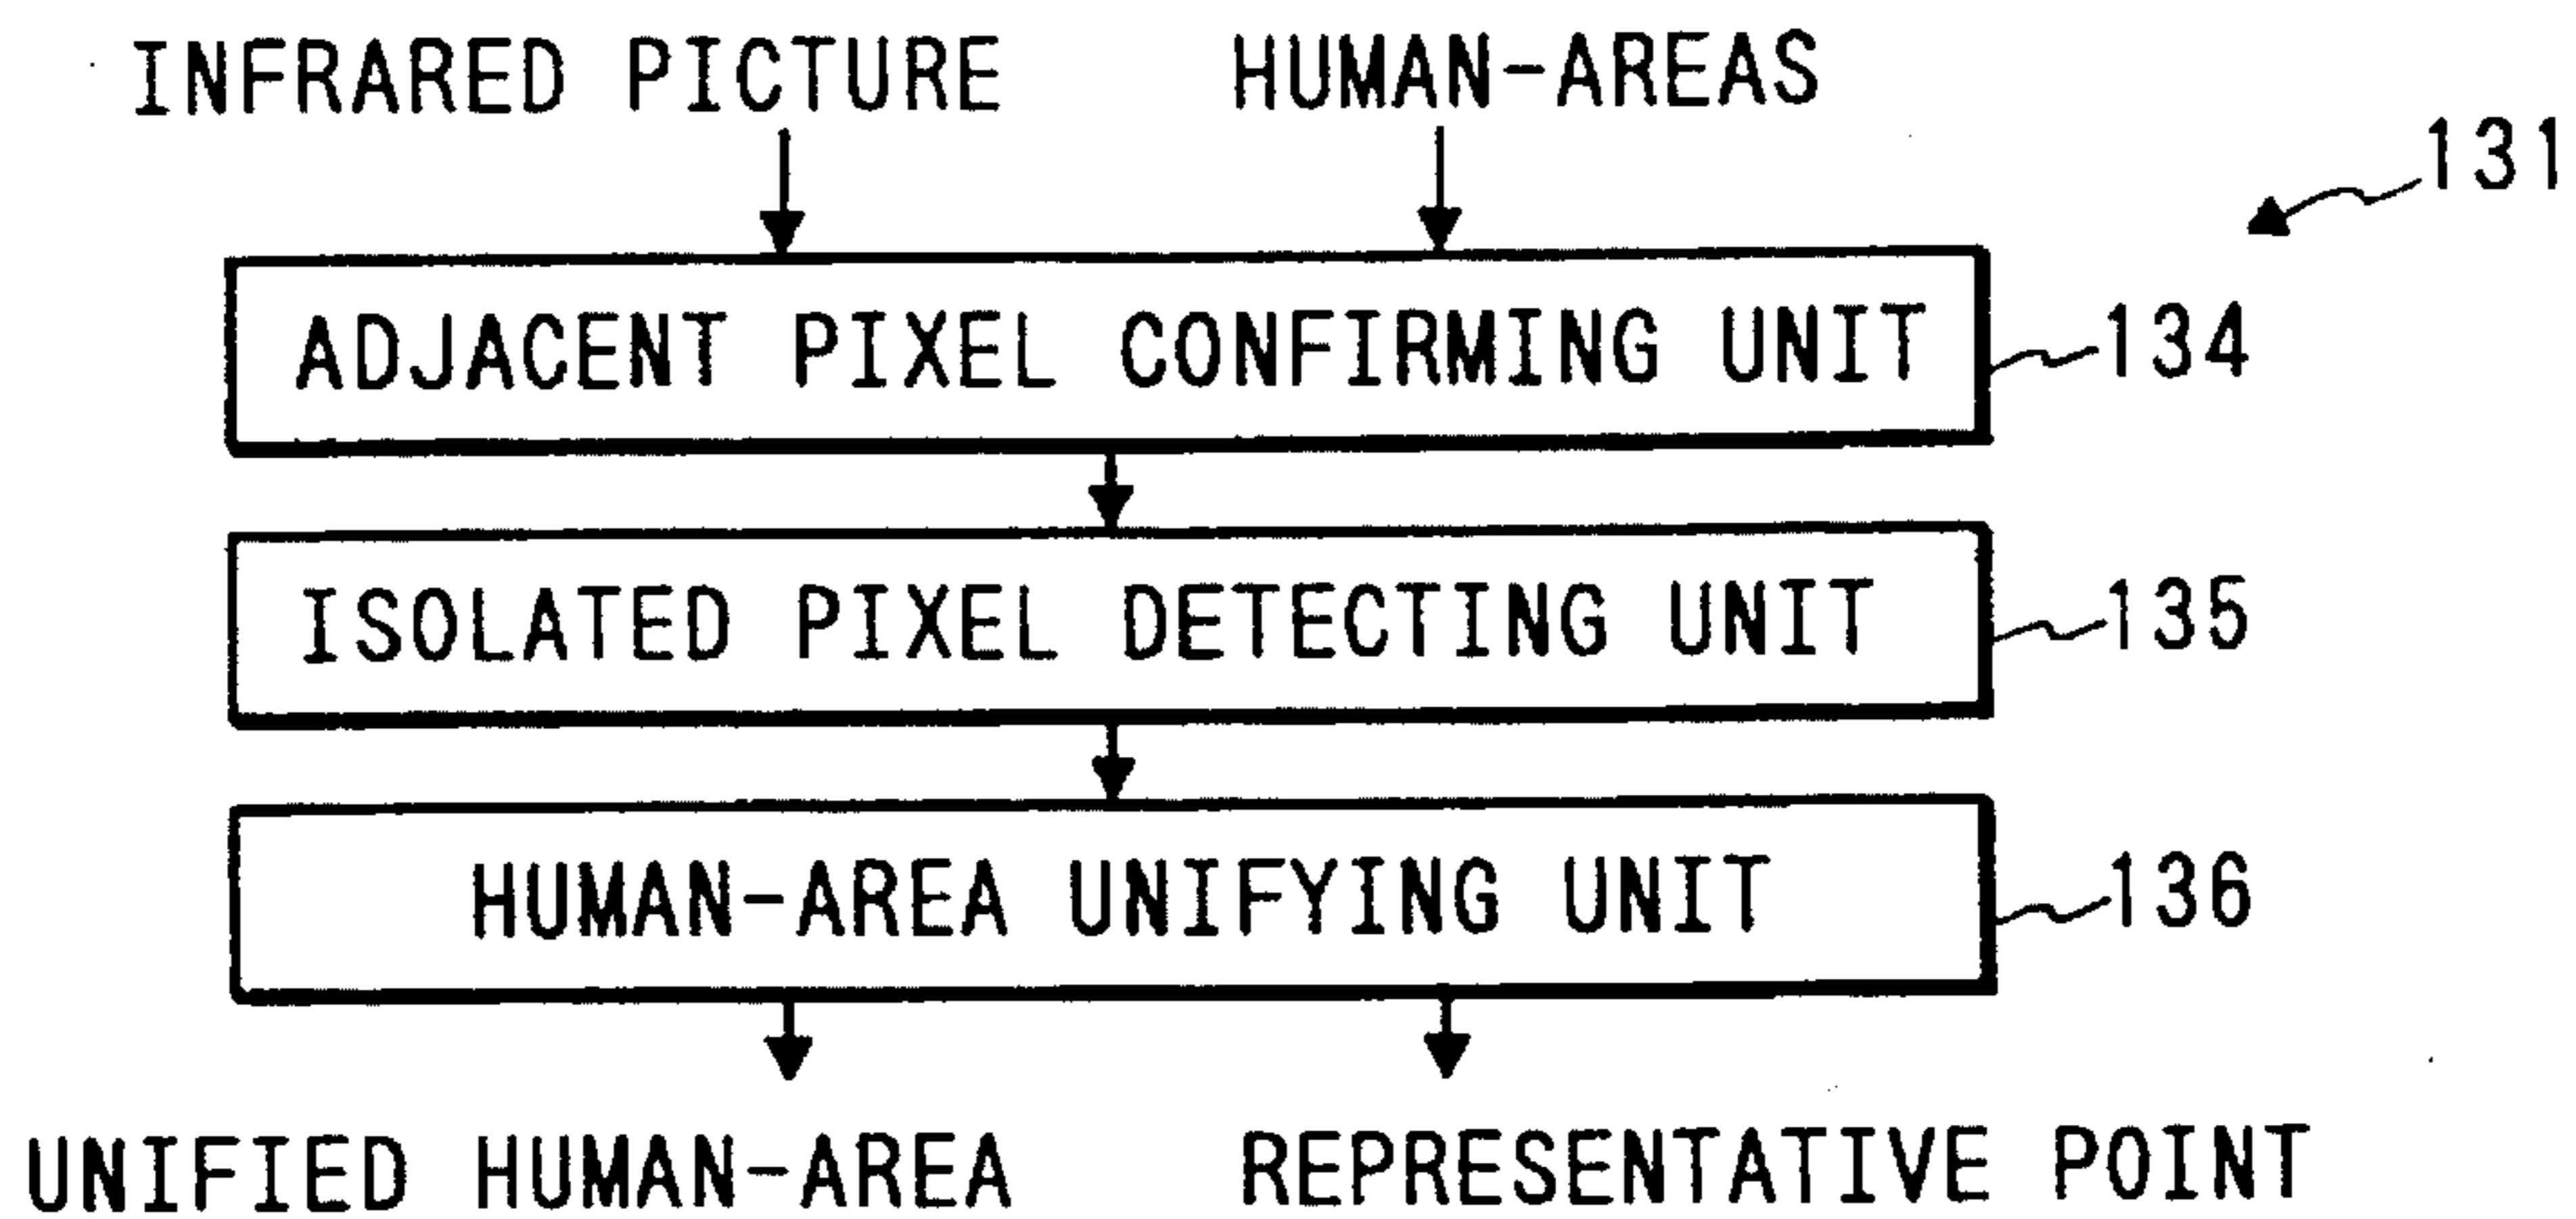 INFRARED PICTURE HUMAN-AREAS
131
ADJACENT PIXEL CONFIRMING UNIT 134
ISOLATED PIXEL DETECTING UNIT 135
HUMAN-AREA UNIFYING UNIT 136
UNIFIED HUMAN-AREA REPRESENTATIVE POINT